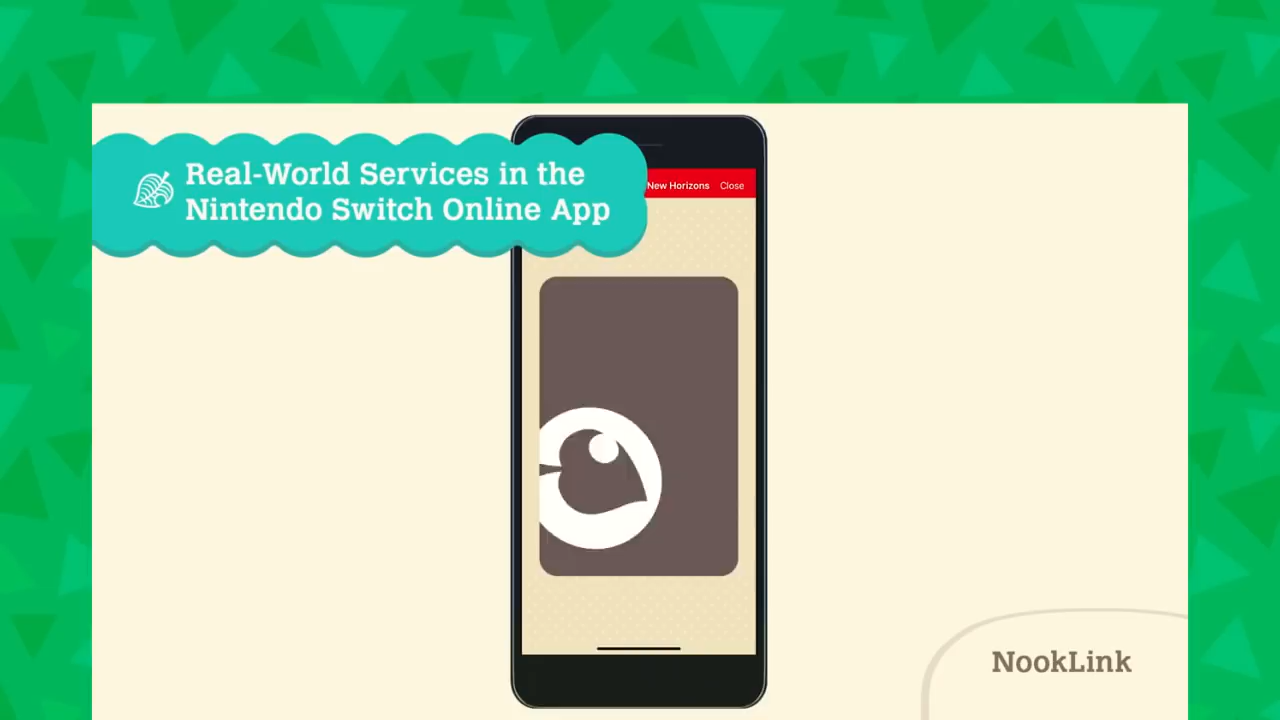 Real-World Services in the
Nintendo Switch Online App
New Horizons Close
NookLink